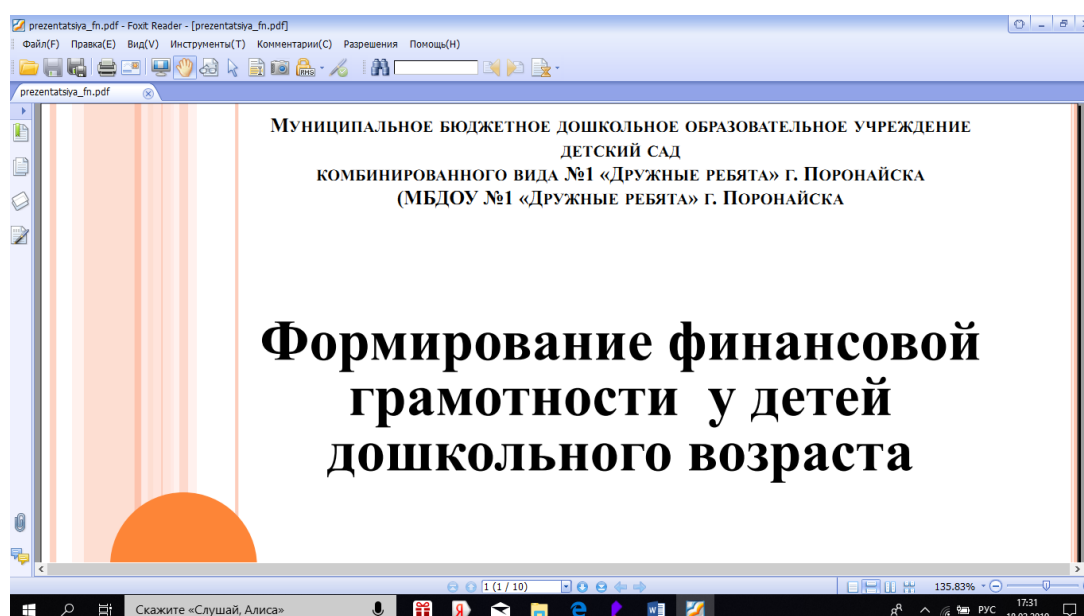 prezentatsiya_fn.pdf - Foxit Reader - [prezentatsiya_fn.pdf]
Файл(F) Правка(E) Вид(V) Инструменты(T) Комментарии(C) Разрешения Помощь(H)
prezentatsiya_fn.pdf
Муниципальное бюджетное дошкольное образовательное учреждение
детский сад
комбинированного вида №1 «Дружные ребята» г. Поронайска
(МБДОУ №1 «Дружные ребята» г. Поронайска
Формирование финансовой
грамотности у детей
дошкольного возраста
1 (1 / 10)
135.83%
Скажите «Слушай, Алиса»
РУС
17:31